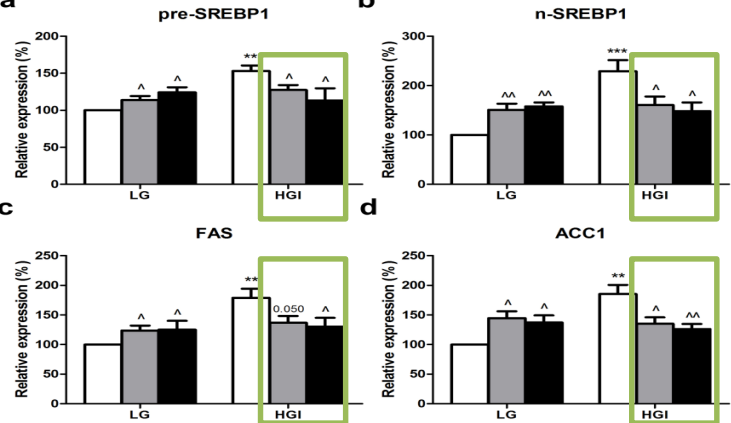 a
pre-SREBP1
Relative expression (%)
200
150
100
50
0
^
^
**
^
^
LG
HGI
b
n-SREBP1
Relative expression (%)
300
200
100
0
^^
^^
***
^
^
LG
HGI
c
FAS
Relative expression (%)
250
200
150
100
50
0
^
^
**
0.050
^
LG
HGI
d
ACC1
Relative expression (%)
250
200
150
100
50
0
^
^
**
^
^^
LG
HGI